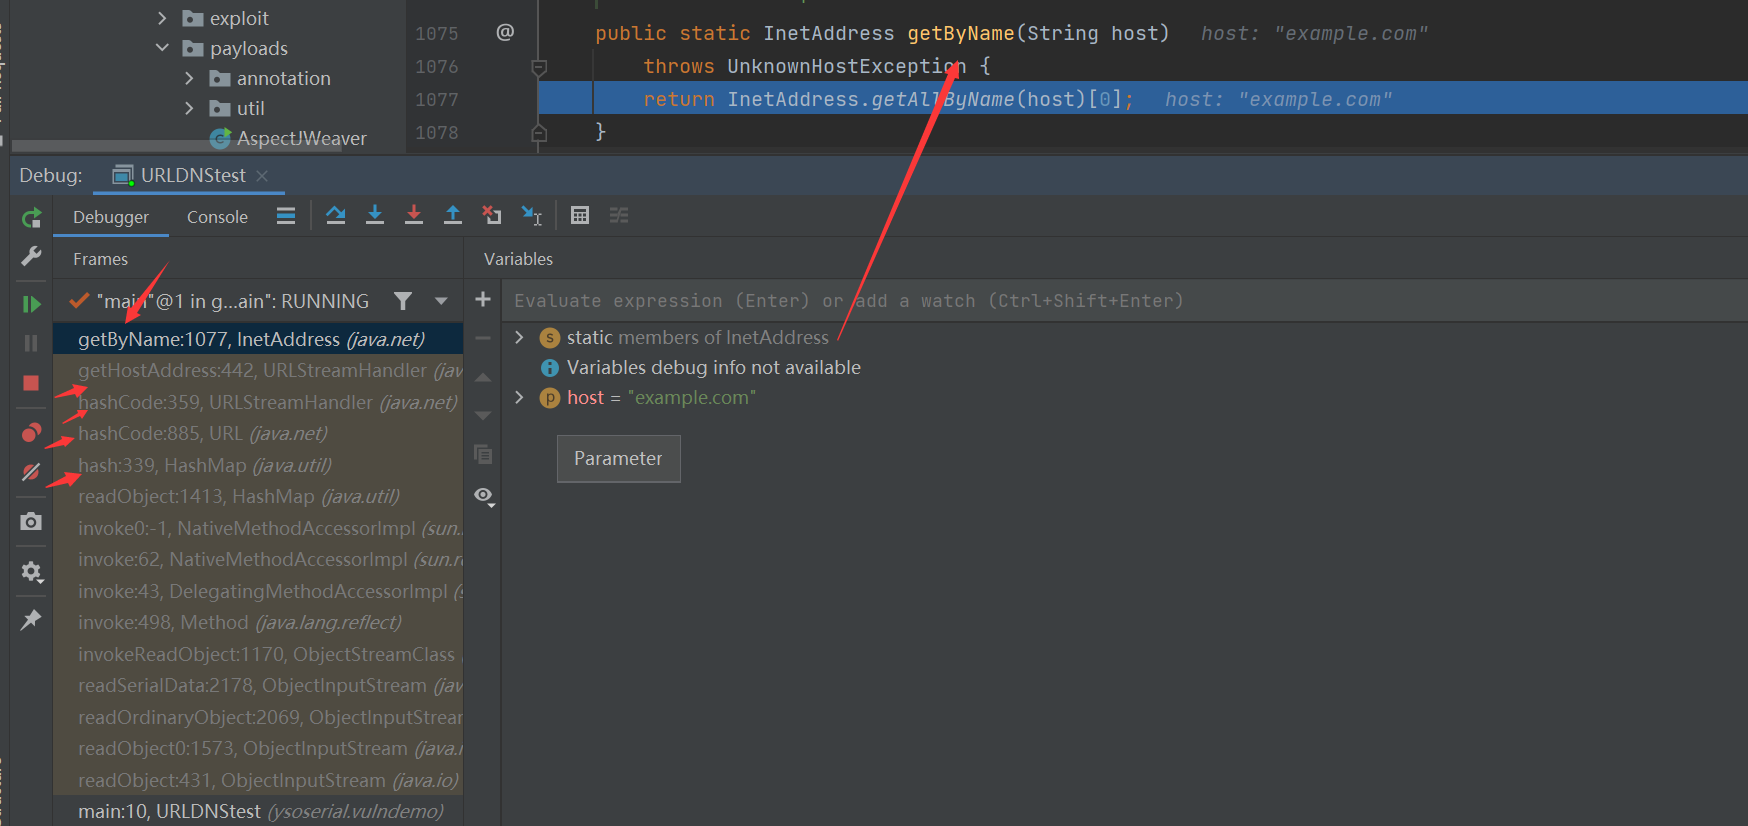 exploit
payloads
annotation
util
AspectJWeaver
1075 @ public static InetAddress getByName(String host) host: "example.com"
1076 throws UnknownHostException {
1077 return InetAddress.getAllByName(host)[0]; host: "example.com"
1078 }
Debug: URLDNStest
Debugger Console
Frames
Variables
"main"@1 in g...ain": RUNNING
Evaluate expression (Enter) or add a watch (Ctrl+Shift+Enter)
getByName:1077, InetAddress (java.net)
getHostAddress:442, URLStreamHandler (jav
hashCode:359, URLStreamHandler (java.net)
hashCode:885, URL (java.net)
hash:339, HashMap (java.util)
readObject:1413, HashMap (java.util)
invoke0:-1, NativeMethodAccessorImpl (sun.
invoke:62, NativeMethodAccessorImpl (sun.re
invoke:43, DelegatingMethodAccessorImpl (s
invoke:498, Method (java.lang.reflect)
invokeReadObject:1170, ObjectStreamClass
readSerialData:2178, ObjectInputStream (jav
readOrdinaryObject:2069, ObjectInputStrear
readObject0:1573, ObjectInputStream (java.i
readObject:431, ObjectInputStream (java.io)
main:10, URLDNStest (ysoserial.vulndemo)
static members of InetAddress
Variables debug info not available
host = "example.com"
Parameter